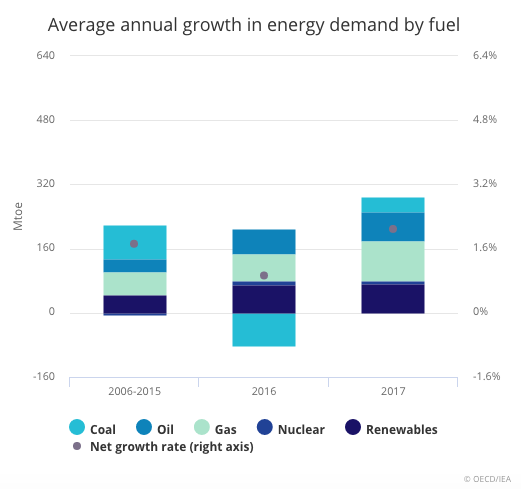 Average annual growth in energy demand by fuel
640 6.4%
480 4.8%
320 3.2%
160 1.6%
0 0%
-160 -1.6%
Mtoe
2006-2015 2016 2017
Coal Oil Gas Nuclear Renewables
Net growth rate (right axis)
© OECD/IEA